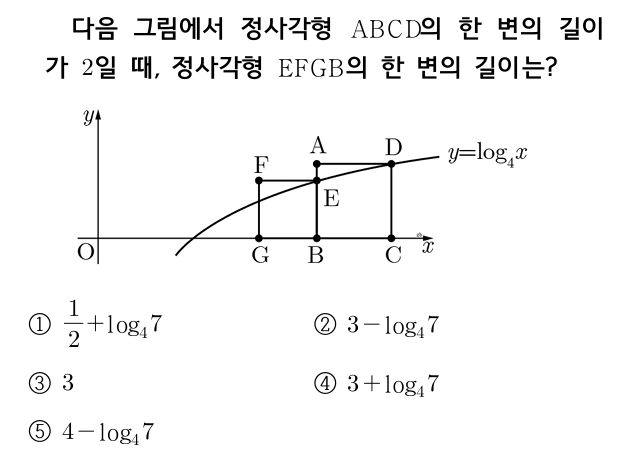 다음 그림에서 정사각형 ABCD의 한 변의 길이
가 2일 때, 정사각형 EFGB의 한 변의 길이는?
y
A
D
y=log₄x
F
E
O
G
B
C
x
① 1/2+log₄7
② 3-log₄7
③ 3
④ 3+log₄7
⑤ 4-log₄7